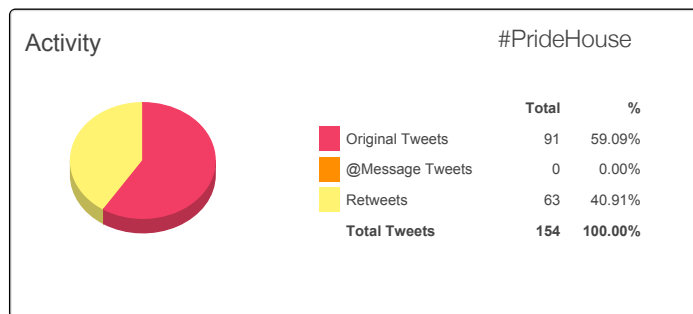 Activity #PrideHouse
Total %
Original Tweets 91 59.09%
@Message Tweets 0 0.00%
Retweets 63 40.91%
Total Tweets 154 100.00%